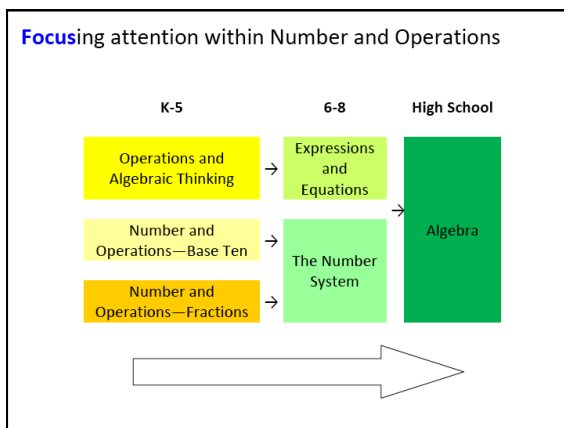 Focusing attention within Number and Operations
K-5
6-8
High School
Operations and
Algebraic Thinking
→
Expressions
and
Equations
→
Algebra
Number and
Operations—Base Ten
→
The Number
System
Number and
Operations—Fractions
→